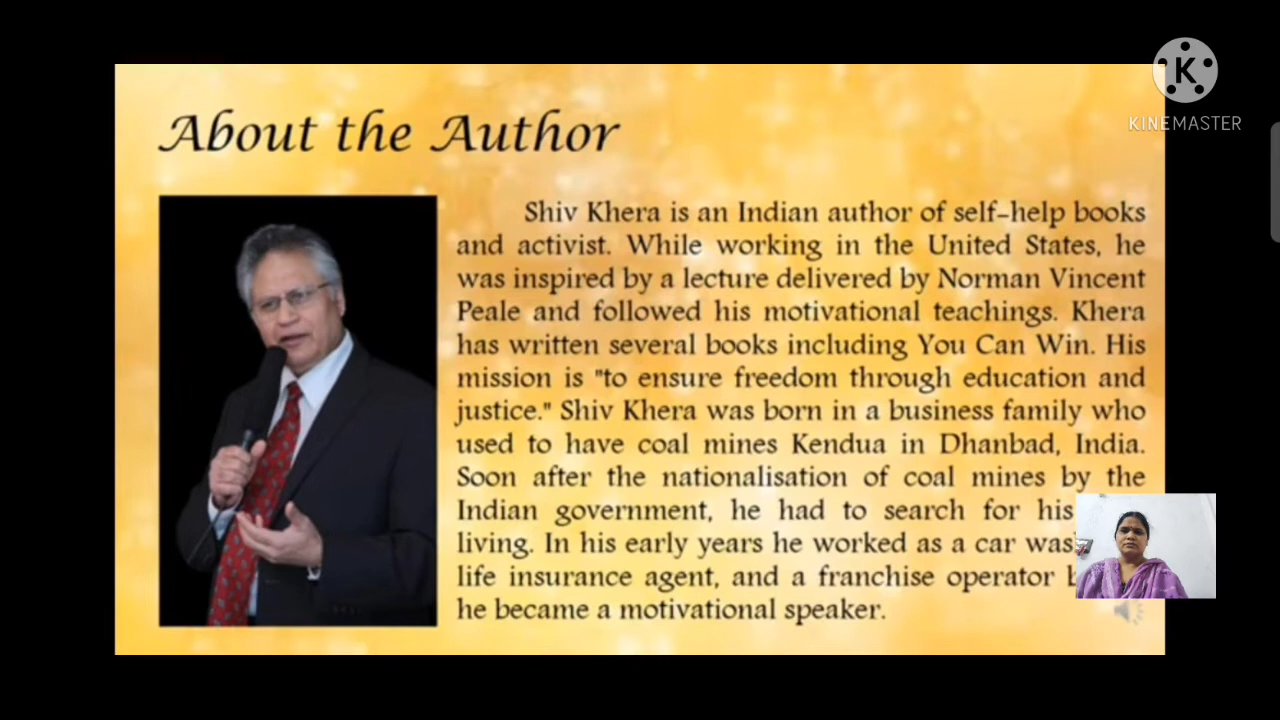 About the Author
Shiv Khera is an Indian author of self-help books
and activist. While working in the United States, he
was inspired by a lecture delivered by Norman Vincent
Peale and followed his motivational teachings. Khera
has written several books including You Can Win. His
mission is "to ensure freedom through education and
justice." Shiv Khera was born in a business family who
used to have coal mines Kendua in Dhanbad, India.
Soon after the nationalisation of coal mines by the
Indian government, he had to search for his
living. In his early years he worked as a car
life insurance agent, and a franchise operator
he became a motivational speaker.
K
KINEMASTER